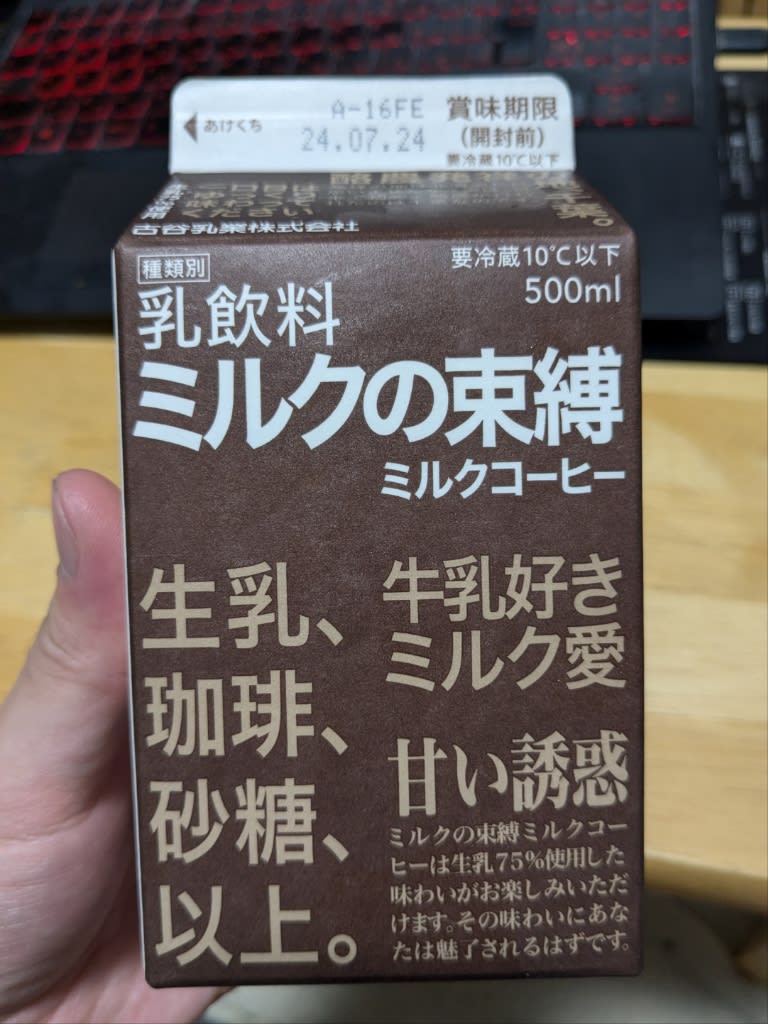 あけくち
A-16FE
24.07.24
賞味期限
(開封前)
要冷蔵10℃以下
古谷乳業株式会社
種類別
乳飲料
要冷蔵10℃以下
500ml
ミルクの束縛
ミルクコーヒー
生乳、
珈琲、
砂糖、
以上。
牛乳好き
ミルク愛
甘い誘惑
ミルクの束縛ミルクコー
ヒーは生乳75%使用した
味わいがお楽しみいただ
けます。その味わいにあな
たは魅了されるはずです。